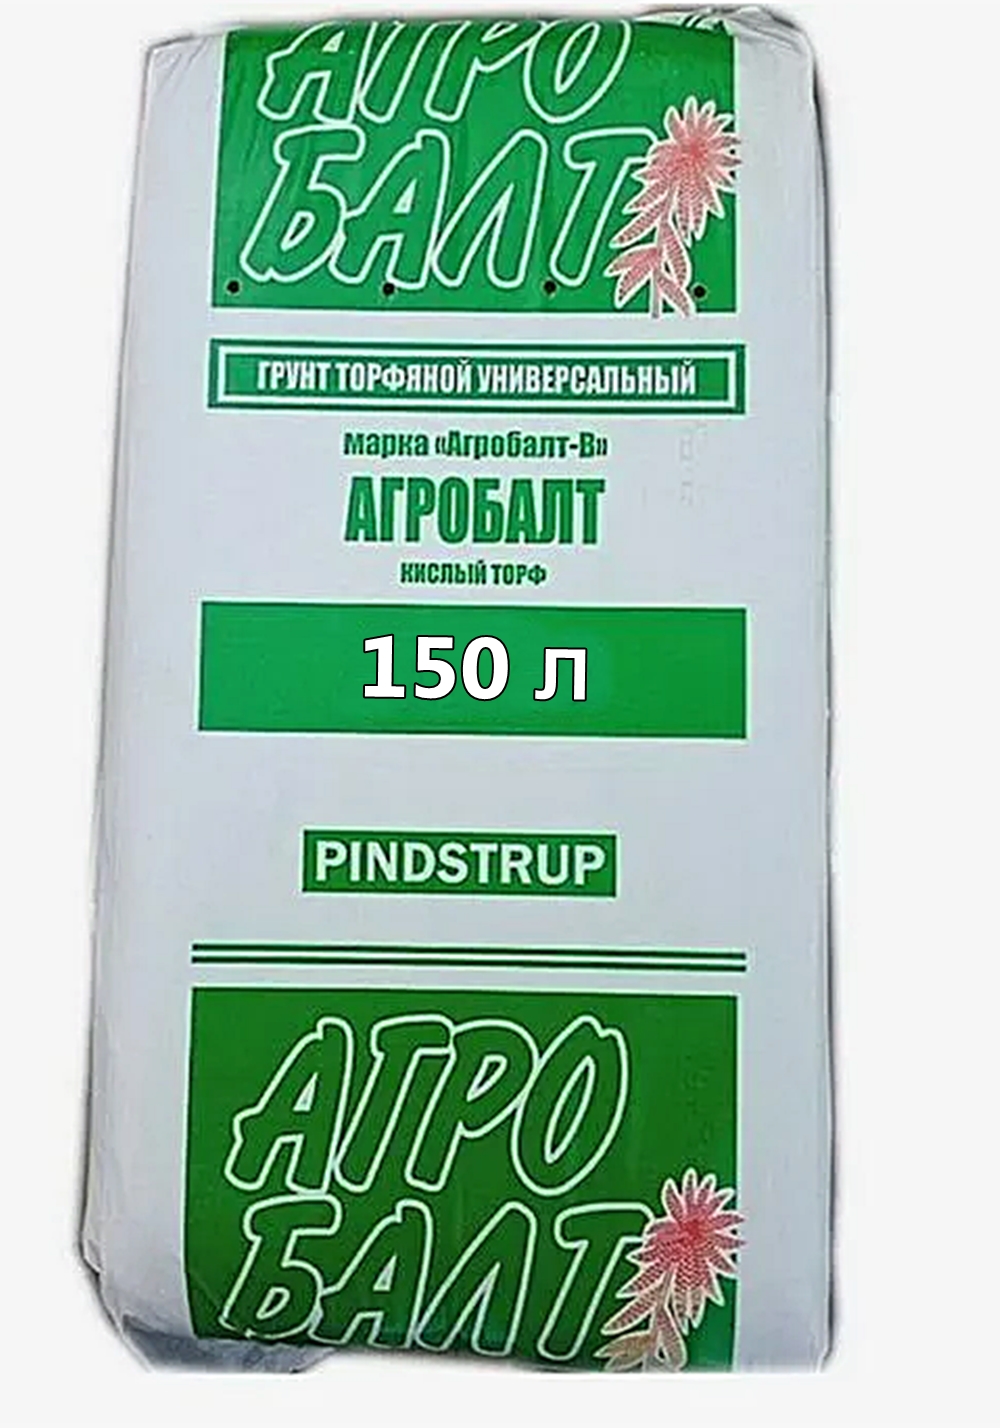 АГРО
БАЛТ
ГРУНТ ТОРФЯНОЙ УНИВЕРСАЛЬНЫЙ
марка «Агробалт-В»
АГРОБАЛТ
КИСЛЫЙ ТОРФ
150 л
PINDSTRUP
АГРО
БАЛТ